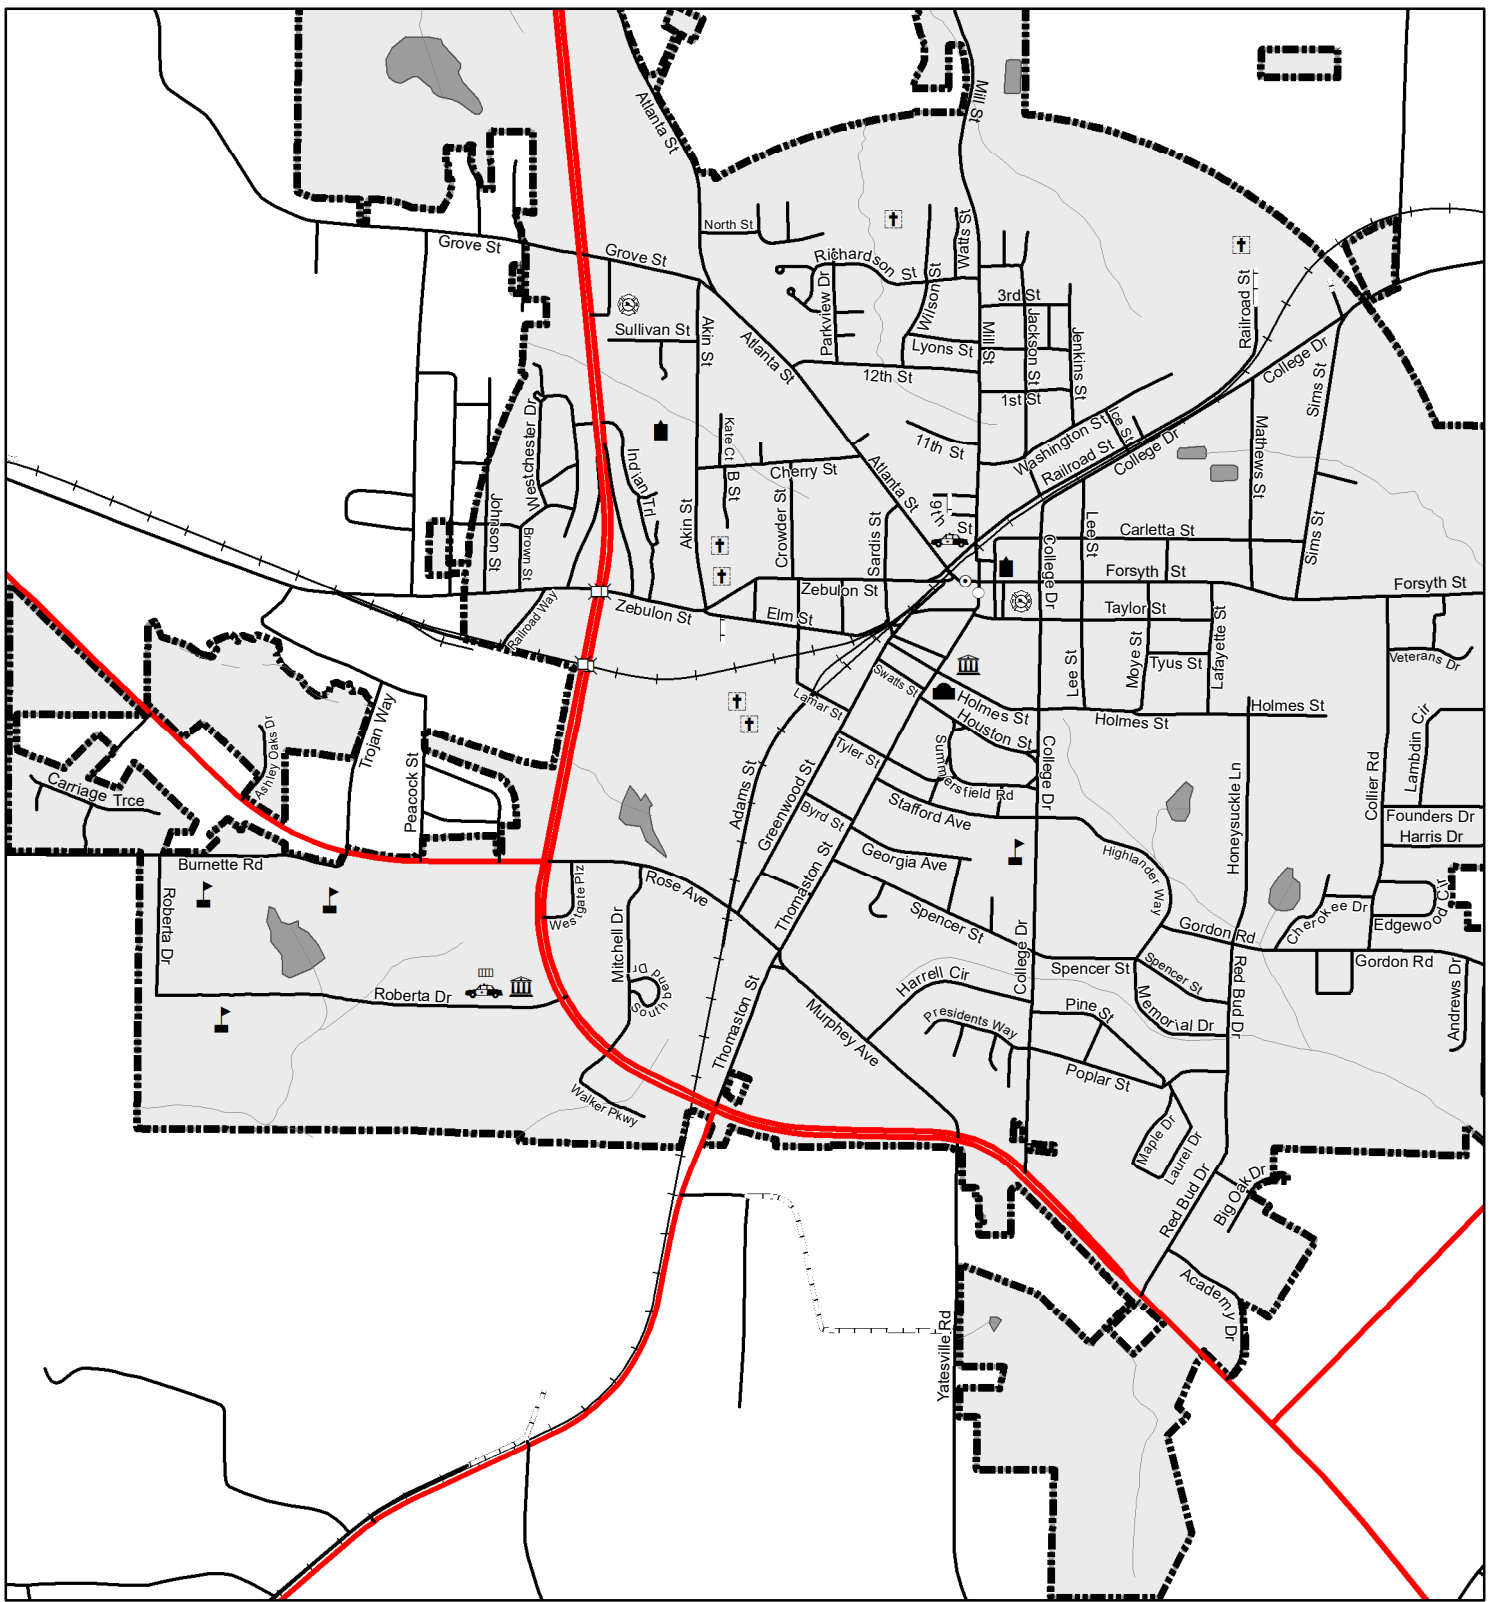 Atlanta St
Mill St
North St
Grove St
Grove St
Richardson St
Watts St
Wilson St
Parkview Dr
3rd St
Railroad St
Sullivan St
Akin St
Atlanta St
Lyons St
Mill St
Jackson St
Jenkins St
College Dr
12th St
1st St
Sims St
Westchester Dr
Kate Ct
Indian Trl
11th St
Washington St
Ice St
Railroad St
College Dr
Mathews St
Cherry St
B St
Atlanta St
Johnson St
Brown St
Akin St
Crowder St
Sardis St
9th St
Lee St
Carletta St
Sims St
College Dr
Forsyth St
Forsyth St
Railroad Way
Zebulon St
Zebulon St
Elm St
Taylor St
Lafayette St
Moye St
Lee St
Tyus St
Veterans Dr
Swatts St
Lamar St
Holmes St
Houston St
Holmes St
Holmes St
Trojan Way
Ashley Oaks Dr
Carriage Trce
Peacock St
Adams St
Greenwood St
Tyler St
Summersfield Rd
College Dr
Honeysuckle Ln
Collier Rd
Lambdin Cir
Byrd St
Stafford Ave
Founders Dr
Harris Dr
Burnette Rd
Roberta Dr
Westgate Plz
Rose Ave
Thomaston St
Georgia Ave
Highlander Way
Mitchell Dr
Spencer St
Gordon Rd
Cherokee Dr
Edgewood Cir
College Dr
Gordon Rd
Roberta Dr
South Bend Dr
Harrell Cir
Spencer St
Spencer St
Red Bud Dr
Andrews Dr
Thomaston St
Murphey Ave
Presidents Way
Pine St
Memorial Dr
Walker Pkwy
Poplar St
Maple Dr
Laurel Dr
Red Bud Dr
Big Oak Dr
Academy Dr
Yatesville Rd